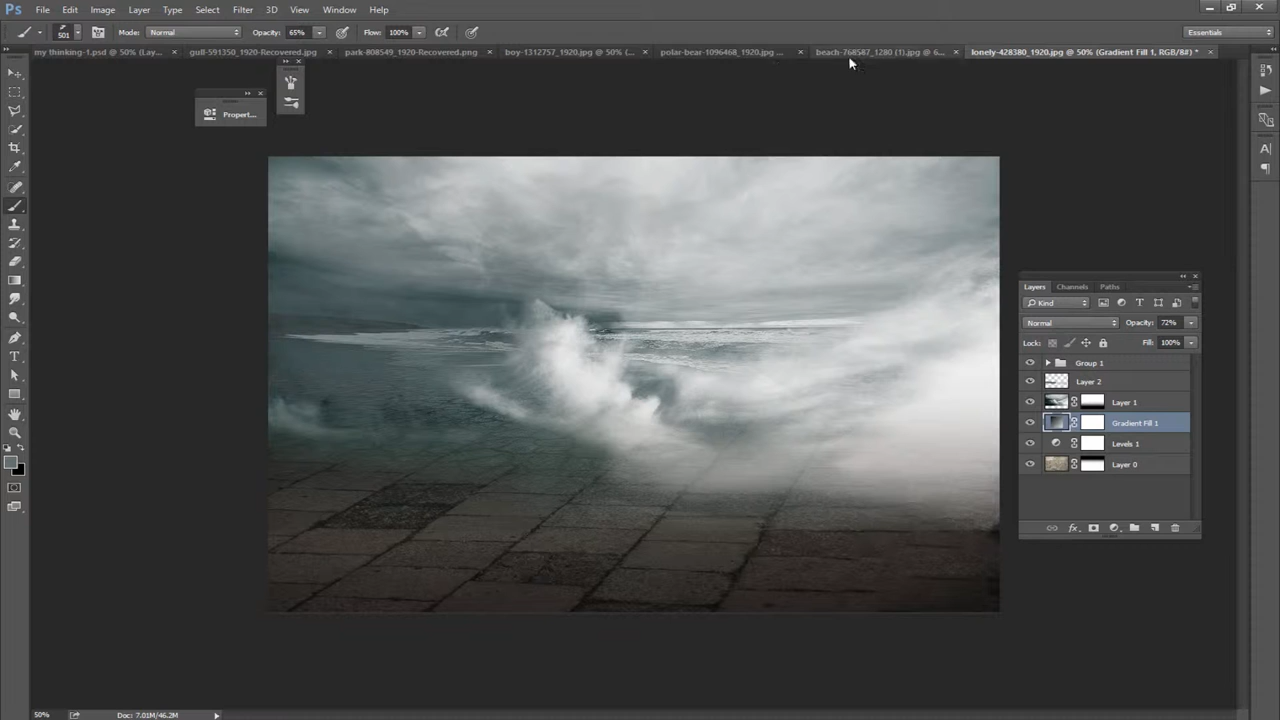 Ps File Edit Image Layer Type Select Filter 3D View Window Help
501 Mode: Normal Opacity: 65% Flow: 100% Essentials
my thinking-1.psd @ 50% (Lay... × gull-591350_1920-Recovered.jpg × park-808549_1920-Recovered.png × boy-1312757_1920.jpg @ 50% (... × polar-bear-1096468_1920.jpg ... × beach-768587_1280 (1).jpg @ 6... × lonely-428380_1920.jpg @ 50% (Gradient Fill 1, RGB/8#) * ×
Propert...
Layers Channels Paths
Kind
Normal Opacity: 72%
Lock: Fill: 100%
Group 1
Layer 2
Layer 1
Gradient Fill 1
Levels 1
Layer 0
50% Doc: 7.01M/46.2M